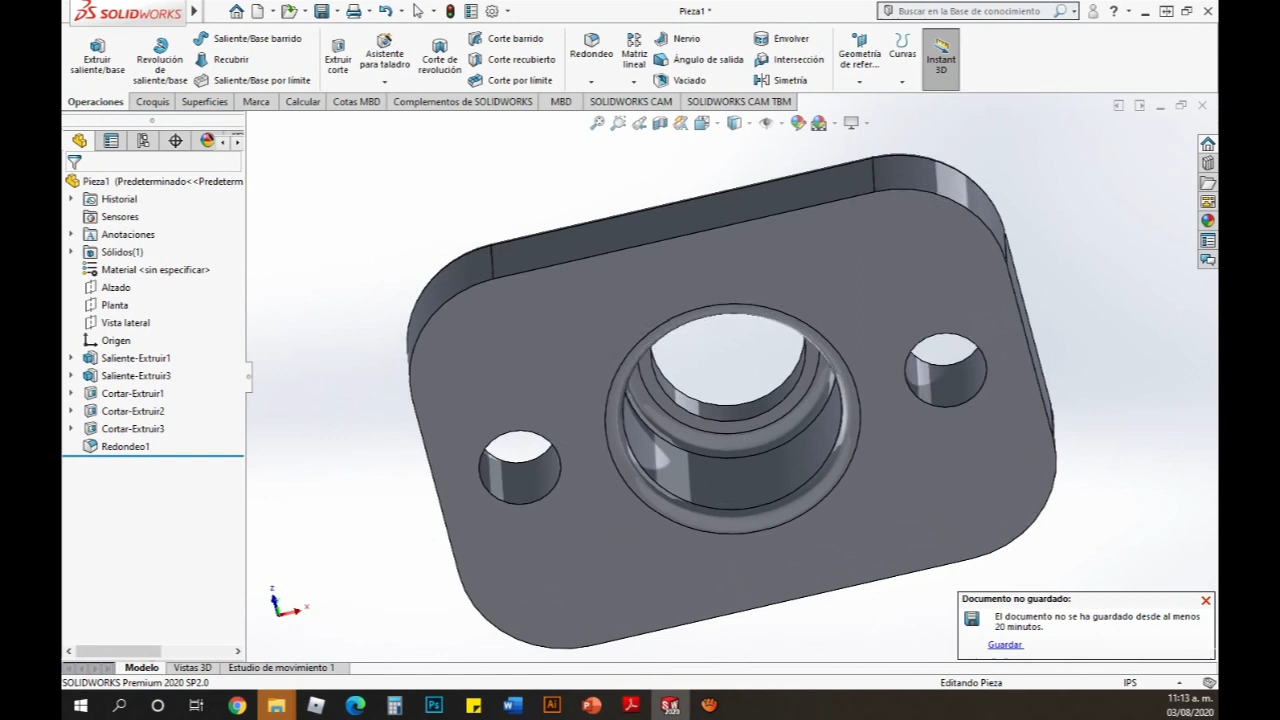 SOLIDWORKS
Pieza1 *
Buscar en la Base de conocimiento
Extruir saliente/base
Revolución de saliente/base
Saliente/Base barrido
Recubrir
Saliente/Base por límite
Extruir corte
Asistente para taladro
Corte de revolución
Corte barrido
Corte recubierto
Corte por límite
Redondeo
Matriz lineal
Nervio
Ángulo de salida
Vaciado
Envolver
Intersección
Simetría
Geometría de refer...
Curvas
Instant 3D
Operaciones
Croquis
Superficies
Marca
Calcular
Cotas MBD
Complementos de SOLIDWORKS
MBD
SOLIDWORKS CAM
SOLIDWORKS CAM TBM
Pieza1 (Predeterminado<<Predeterm
Historial
Sensores
Anotaciones
Sólidos(1)
Material <sin especificar>
Alzado
Planta
Vista lateral
Origen
Saliente-Extruir1
Saliente-Extruir3
Cortar-Extruir1
Cortar-Extruir2
Cortar-Extruir3
Redondeo1
z
x
Documento no guardado:
El documento no se ha guardado desde al menos
20 minutos.
Guardar
Modelo
Vistas 3D
Estudio de movimiento 1
SOLIDWORKS Premium 2020 SP2.0
Editando Pieza
IPS
11:13 a. m.
03/08/2020